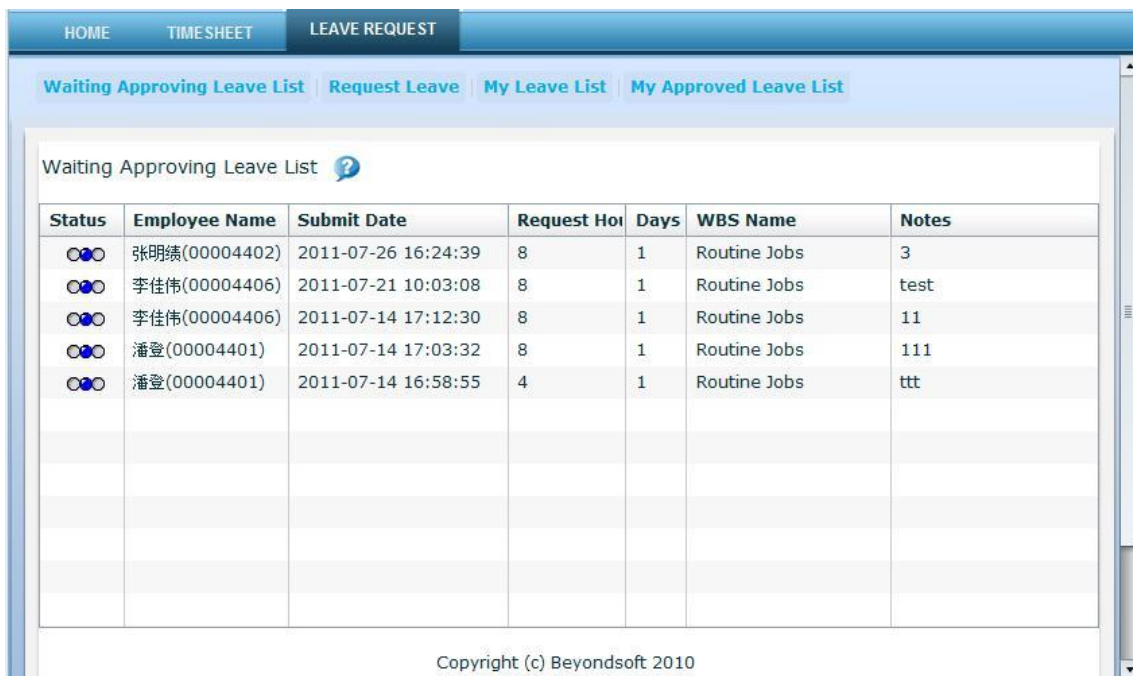 HOME TIMESHEET LEAVE REQUEST
Waiting Approving Leave List Request Leave My Leave List My Approved Leave List
Waiting Approving Leave List
Status Employee Name Submit Date Request Hou Days WBS Name Notes
张明绩(00004402) 2011-07-26 16:24:39 8 1 Routine Jobs 3
李佳伟(00004406) 2011-07-21 10:03:08 8 1 Routine Jobs test
李佳伟(00004406) 2011-07-14 17:12:30 8 1 Routine Jobs 11
潘登(00004401) 2011-07-14 17:03:32 8 1 Routine Jobs 111
潘登(00004401) 2011-07-14 16:58:55 4 1 Routine Jobs ttt
Copyright (c) Beyondsoft 2010